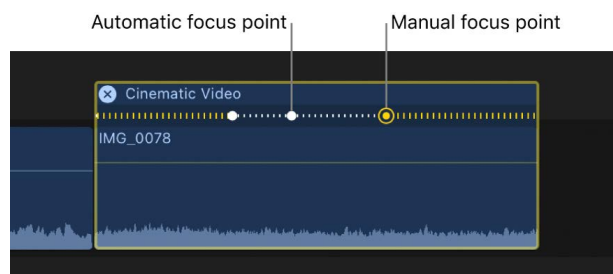 Automatic focus point
Manual focus point
Cinematic Video
IMG_0078